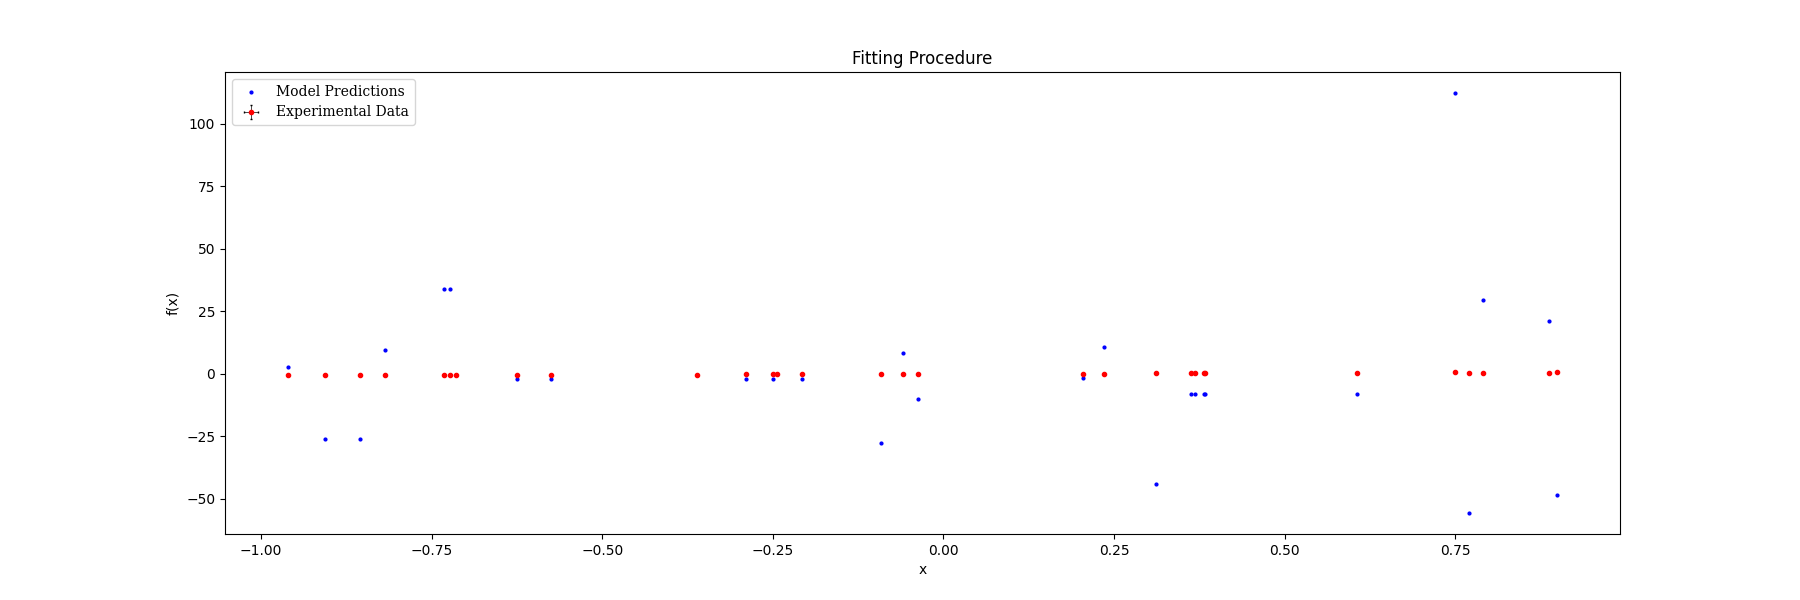 Fitting Procedure
Model Predictions
Experimental Data
f(x)
100
75
50
25
0
−25
−50
−1.00 −0.75 −0.50 −0.25 0.00 0.25 0.50 0.75
x